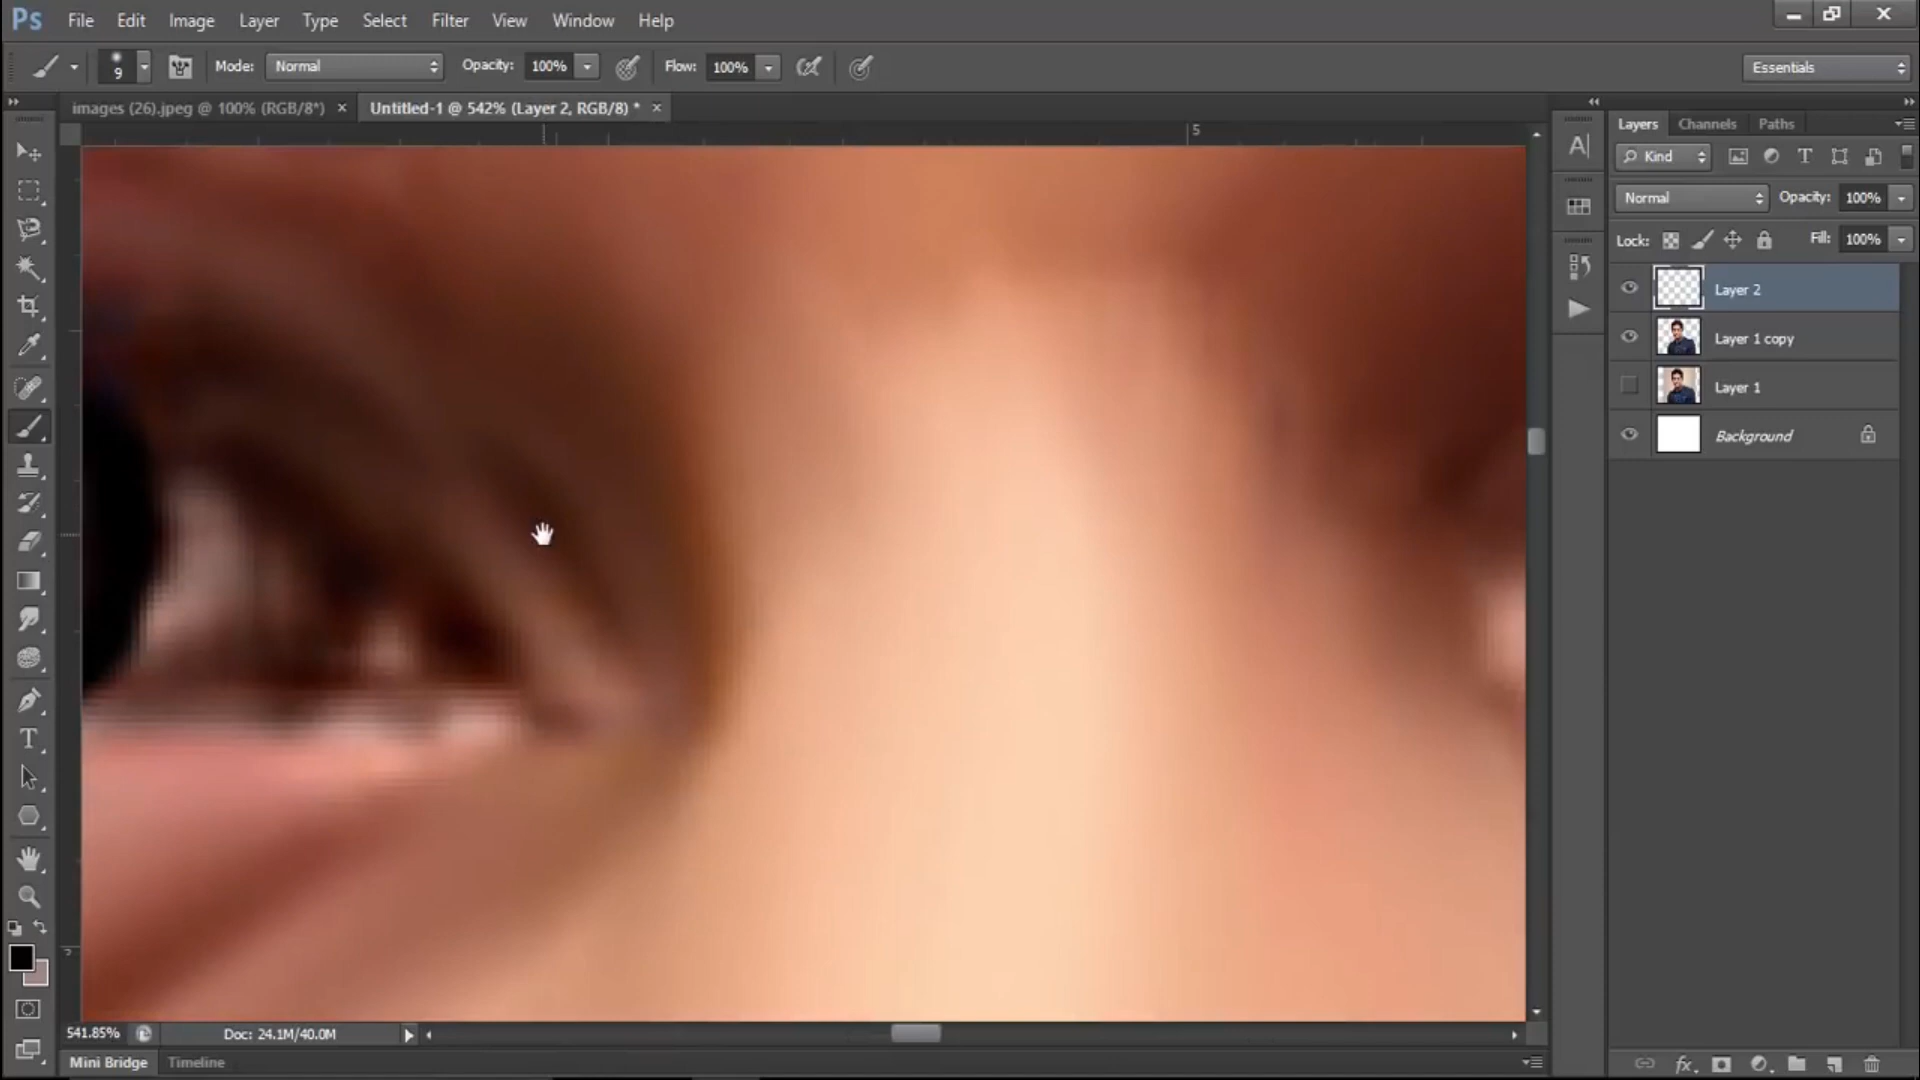 Ps File Edit Image Layer Type Select Filter View Window Help
9 Mode: Normal Opacity: 100% Flow: 100% Essentials
images (26).jpeg @ 100% (RGB/8*) × Untitled-1 @ 542% (Layer 2, RGB/8) * ×
5
Layers Channels Paths
Kind
Normal Opacity: 100%
Lock: Fill: 100%
Layer 2
Layer 1 copy
Layer 1
Background
541.85% Doc: 24.1M/40.0M
Mini Bridge Timeline